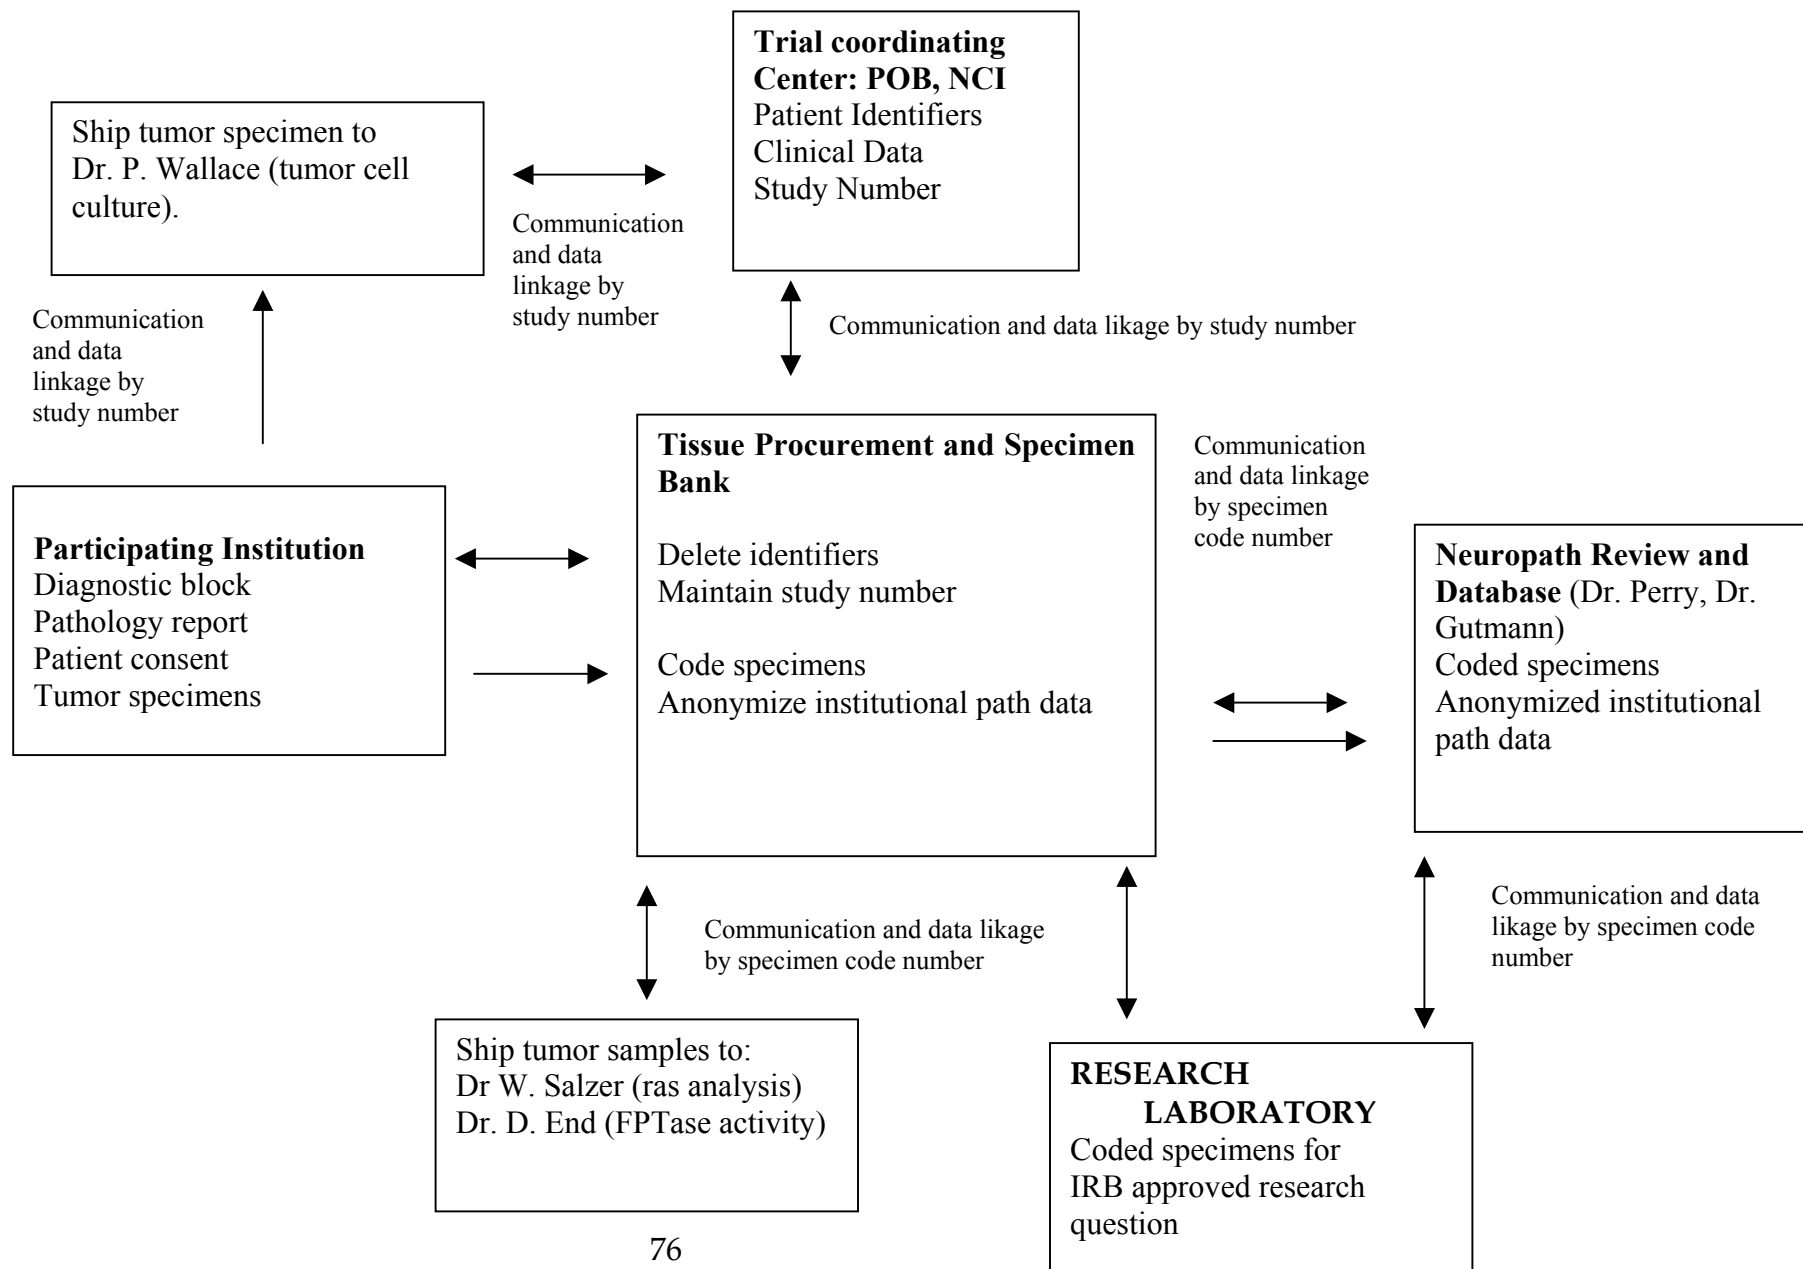 Trial coordinating
Center: POB, NCI
Patient Identifiers
Clinical Data
Study Number
Ship tumor specimen to
Dr. P. Wallace (tumor cell
culture).
Communication
and data
linkage by
study number
Communication
and data
linkage by
study number
Communication and data likage by study number
Tissue Procurement and Specimen
Bank
Delete identifiers
Maintain study number
Code specimens
Anonymize institutional path data
Communication
and data linkage
by specimen
code number
Participating Institution
Diagnostic block
Pathology report
Patient consent
Tumor specimens
Neuropath Review and
Database (Dr. Perry, Dr.
Gutmann)
Coded specimens
Anonymized institutional
path data
Communication and data likage
by specimen code number
Communication and data
likage by specimen code
number
Ship tumor samples to:
Dr W. Salzer (ras analysis)
Dr. D. End (FPTase activity)
RESEARCH
LABORATORY
Coded specimens for
IRB approved research
question
76